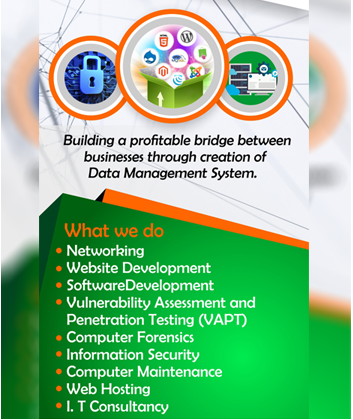 Building a profitable bridge between
businesses through creation of
Data Management System.
What we do
Networking
Website Development
SoftwareDevelopment
Vulnerability Assessment and
Penetration Testing (VAPT)
Computer Forensics
Information Security
Computer Maintenance
Web Hosting
I. T Consultancy